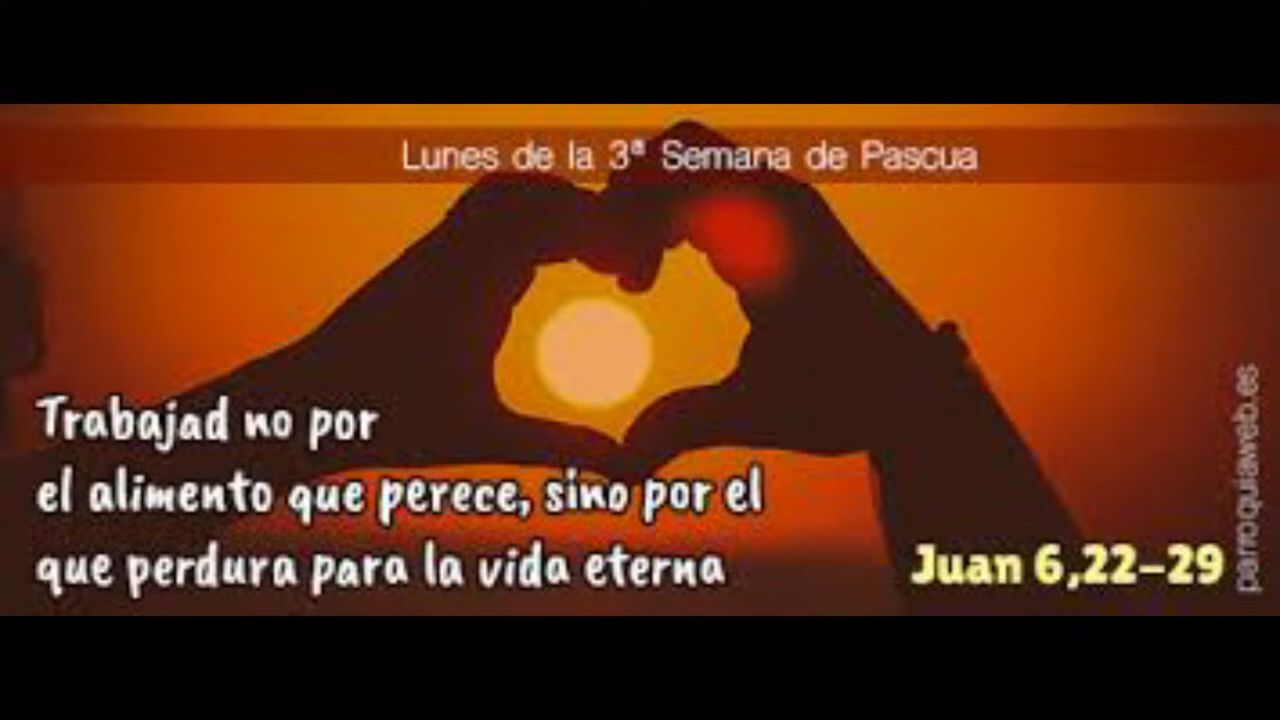 Lunes de la 3ª Semana de Pascua
Trabajad no por
el alimento que perece, sino por el
que perdura para la vida eterna
Juan 6,22-29
parroquiaweb.es